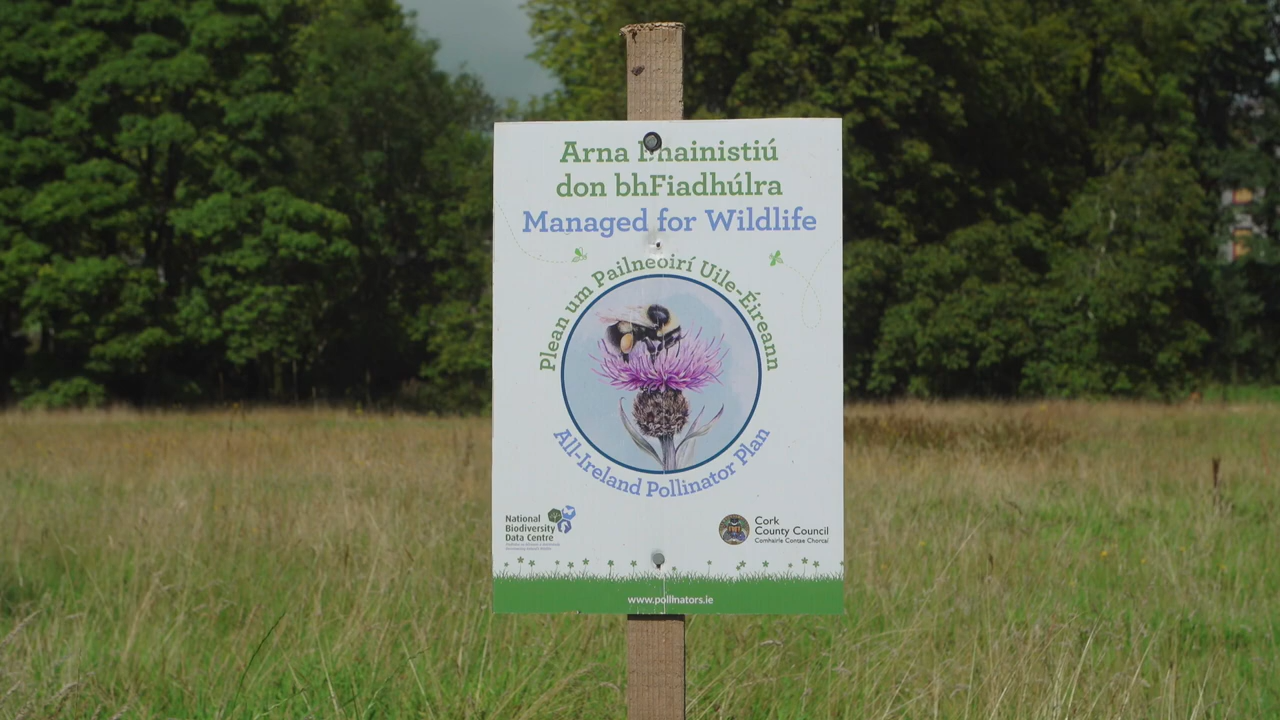 Arna bhainistiú
don bhFiadhúlra
Managed for Wildlife
Plean um Pailneoirí Uile-Éireann
All-Ireland Pollinator Plan
National
Biodiversity
Data Centre
Cork
County Council
Comhairle Contae Chorcaí
www.pollinators.ie